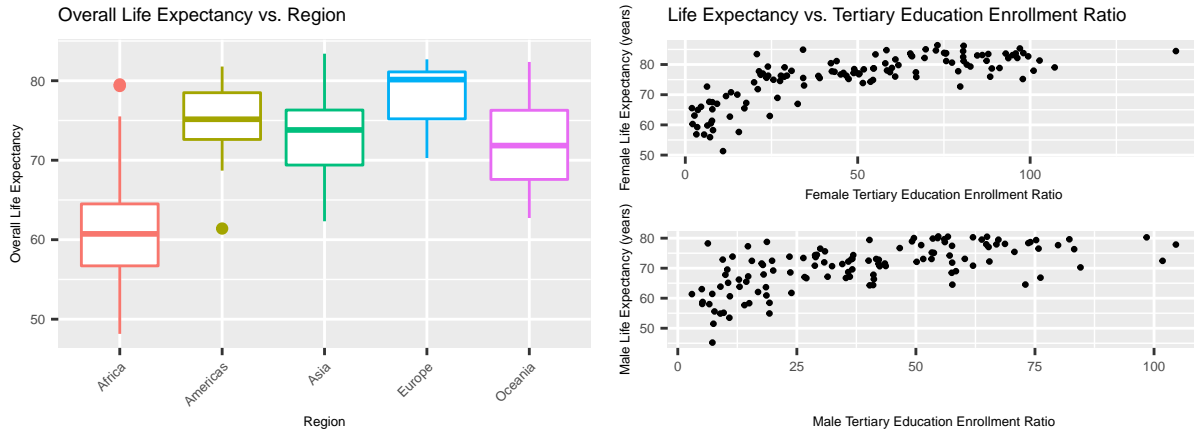 Overall Life Expectancy vs. Region
Overall Life Expectancy
80
70
60
50
Africa
Americas
Asia
Europe
Oceania
Region
Life Expectancy vs. Tertiary Education Enrollment Ratio
Female Life Expectancy (years)
80
70
60
50
0
50
100
Female Tertiary Education Enrollment Ratio
Male Life Expectancy (years)
80
70
60
50
0
25
50
75
100
Male Tertiary Education Enrollment Ratio